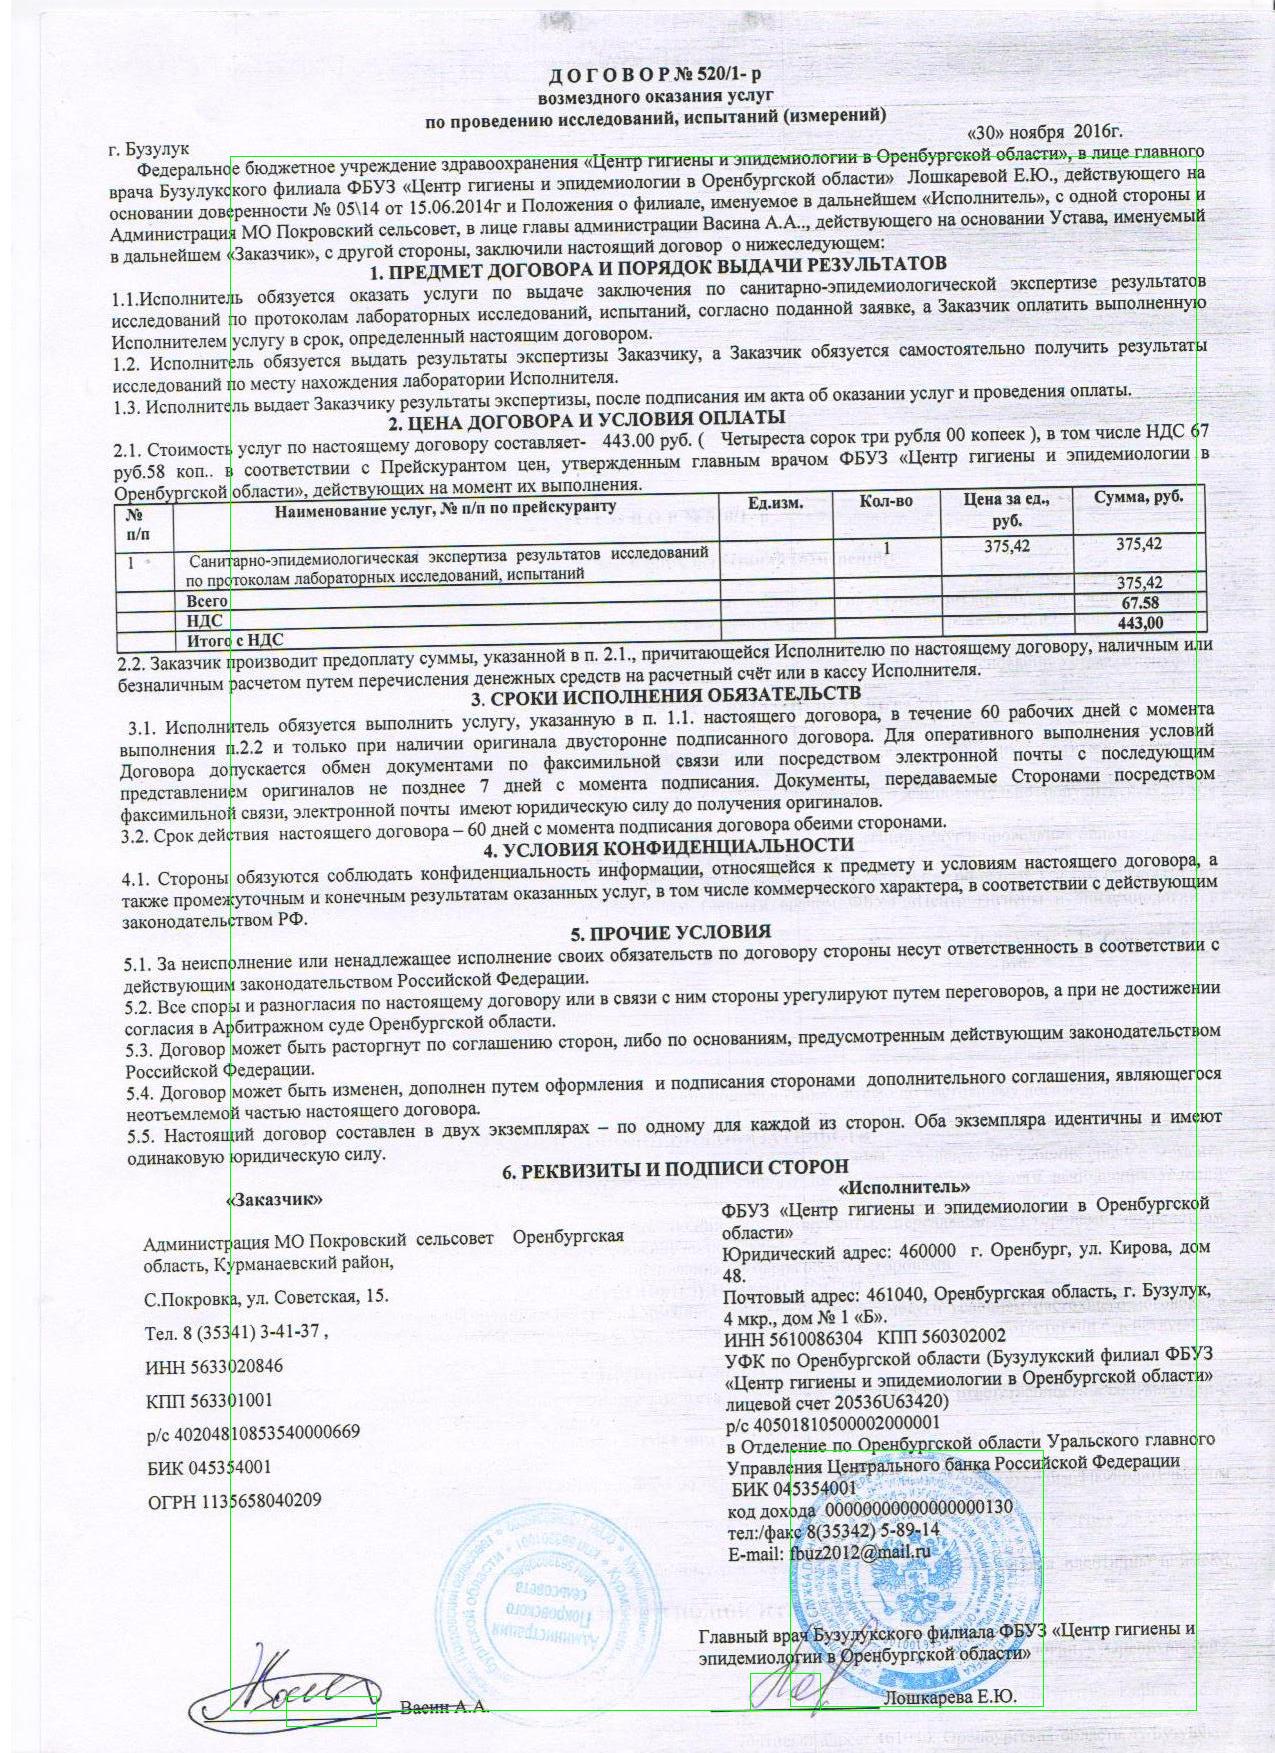 Д О Г О В О Р № 520/1- р
возмездного оказания услуг
по проведению исследований, испытаний (измерений)
«30» ноября 2016г.
г. Бузулук
Федеральное бюджетное учреждение здравоохранения «Центр гигиены и эпидемиологии в Оренбургской области», в лице главного
врача Бузулукского филиала ФБУЗ «Центр гигиены и эпидемиологии в Оренбургской области» Лошкаревой Е.Ю., действующего на
основании доверенности № 05\14 от 15.06.2014г и Положения о филиале, именуемое в дальнейшем «Исполнитель», с одной стороны и
Администрация МО Покровский сельсовет, в лице главы администрации Васина А.А.., действующего на основании Устава, именуемый
в дальнейшем «Заказчик», с другой стороны, заключили настоящий договор о нижеследующем:
1. ПРЕДМЕТ ДОГОВОРА И ПОРЯДОК ВЫДАЧИ РЕЗУЛЬТАТОВ
1.1.Исполнитель обязуется оказать услуги по выдаче заключения по санитарно-эпидемиологической экспертизе результатов
исследований по протоколам лабораторных исследований, испытаний, согласно поданной заявке, а Заказчик оплатить выполненную
Исполнителем услугу в срок, определенный настоящим договором.
1.2. Исполнитель обязуется выдать результаты экспертизы Заказчику, а Заказчик обязуется самостоятельно получить результаты
исследований по месту нахождения лаборатории Исполнителя.
1.3. Исполнитель выдает Заказчику результаты экспертизы, после подписания им акта об оказании услуг и проведения оплаты.
2. ЦЕНА ДОГОВОРА И УСЛОВИЯ ОПЛАТЫ
2.1. Стоимость услуг по настоящему договору составляет- 443.00 руб. ( Четыреста сорок три рубля 00 копеек ), в том числе НДС 67
руб.58 коп.. в соответствии с Прейскурантом цен, утвержденным главным врачом ФБУЗ «Центр гигиены и эпидемиологии в
Оренбургской области», действующих на момент их выполнения.
№ п/п Наименование услуг, № п/п по прейскуранту Ед.изм. Кол-во Цена за ед., руб. Сумма, руб.
1 Санитарно-эпидемиологическая экспертиза результатов исследований 1 375,42 375,42
по протоколам лабораторных исследований, испытаний
Всего 375,42
НДС 67.58
Итого с НДС 443,00
2.2. Заказчик производит предоплату суммы, указанной в п. 2.1., причитающейся Исполнителю по настоящему договору, наличным или
безналичным расчетом путем перечисления денежных средств на расчетный счёт или в кассу Исполнителя.
3. СРОКИ ИСПОЛНЕНИЯ ОБЯЗАТЕЛЬСТВ
3.1. Исполнитель обязуется выполнить услугу, указанную в п. 1.1. настоящего договора, в течение 60 рабочих дней с момента
выполнения п.2.2 и только при наличии оригинала двусторонне подписанного договора. Для оперативного выполнения условий
Договора допускается обмен документами по факсимильной связи или посредством электронной почты с последующим
представлением оригиналов не позднее 7 дней с момента подписания. Документы, передаваемые Сторонами посредством
факсимильной связи, электронной почты имеют юридическую силу до получения оригиналов.
3.2. Срок действия настоящего договора – 60 дней с момента подписания договора обеими сторонами.
4. УСЛОВИЯ КОНФИДЕНЦИАЛЬНОСТИ
4.1. Стороны обязуются соблюдать конфиденциальность информации, относящейся к предмету и условиям настоящего договора, а
также промежуточным и конечным результатам оказанных услуг, в том числе коммерческого характера, в соответствии с действующим
законодательством РФ.
5. ПРОЧИЕ УСЛОВИЯ
5.1. За неисполнение или ненадлежащее исполнение своих обязательств по договору стороны несут ответственность в соответствии с
действующим законодательством Российской Федерации.
5.2. Все споры и разногласия по настоящему договору или в связи с ним стороны урегулируют путем переговоров, а при не достижении
согласия в Арбитражном суде Оренбургской области.
5.3. Договор может быть расторгнут по соглашению сторон, либо по основаниям, предусмотренным действующим законодательством
Российской Федерации.
5.4. Договор может быть изменен, дополнен путем оформления и подписания сторонами дополнительного соглашения, являющегося
неотъемлемой частью настоящего договора.
5.5. Настоящий договор составлен в двух экземплярах – по одному для каждой из сторон. Оба экземпляра идентичны и имеют
одинаковую юридическую силу.
6. РЕКВИЗИТЫ И ПОДПИСИ СТОРОН
«Заказчик»
Администрация МО Покровский сельсовет Оренбургская
область, Курманаевский район,
С.Покровка, ул. Советская, 15.
Тел. 8 (35341) 3-41-37 ,
ИНН 5633020846
КПП 563301001
р/с 40204810853540000669
БИК 045354001
ОГРН 1135658040209
Администрация
Покровского
сельсовета
Васин А.А.
«Исполнитель»
ФБУЗ «Центр гигиены и эпидемиологии в Оренбургской
области»
Юридический адрес: 460000 г. Оренбург, ул. Кирова, дом
48.
Почтовый адрес: 461040, Оренбургская область, г. Бузулук,
4 мкр., дом № 1 «Б».
ИНН 5610086304 КПП 560302002
УФК по Оренбургской области (Бузулукский филиал ФБУЗ
«Центр гигиены и эпидемиологии в Оренбургской области»
лицевой счет 20536U63420)
р/с 40501810500002000001
в Отделение по Оренбургской области Уральского главного
Управления Центрального банка Российской Федерации
БИК 045354001
код дохода 00000000000000000130
тел:/факс 8(35342) 5-89-14
E-mail: fbuz2012@mail.ru
Главный врач Бузулукского филиала ФБУЗ «Центр гигиены и
эпидемиологии в Оренбургской области»
Лошкарева Е.Ю.